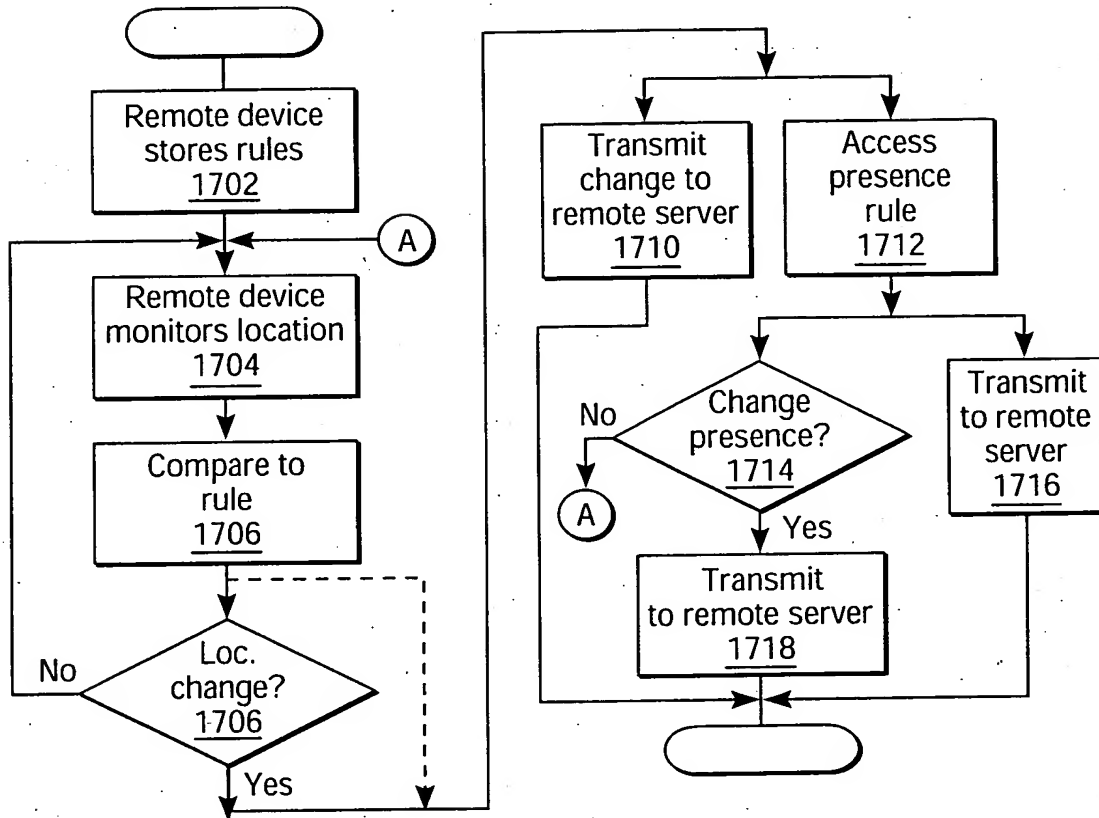 Remote device
stores rules
1702
A
Remote device
monitors location
1704
Compare to
rule
1706
No
Loc.
change?
1706
Yes
Transmit
change to
remote server
1710
Access
presence
rule
1712
No
Change
presence?
1714
A
Yes
Transmit
to remote
server
1716
Transmit
to remote server
1718